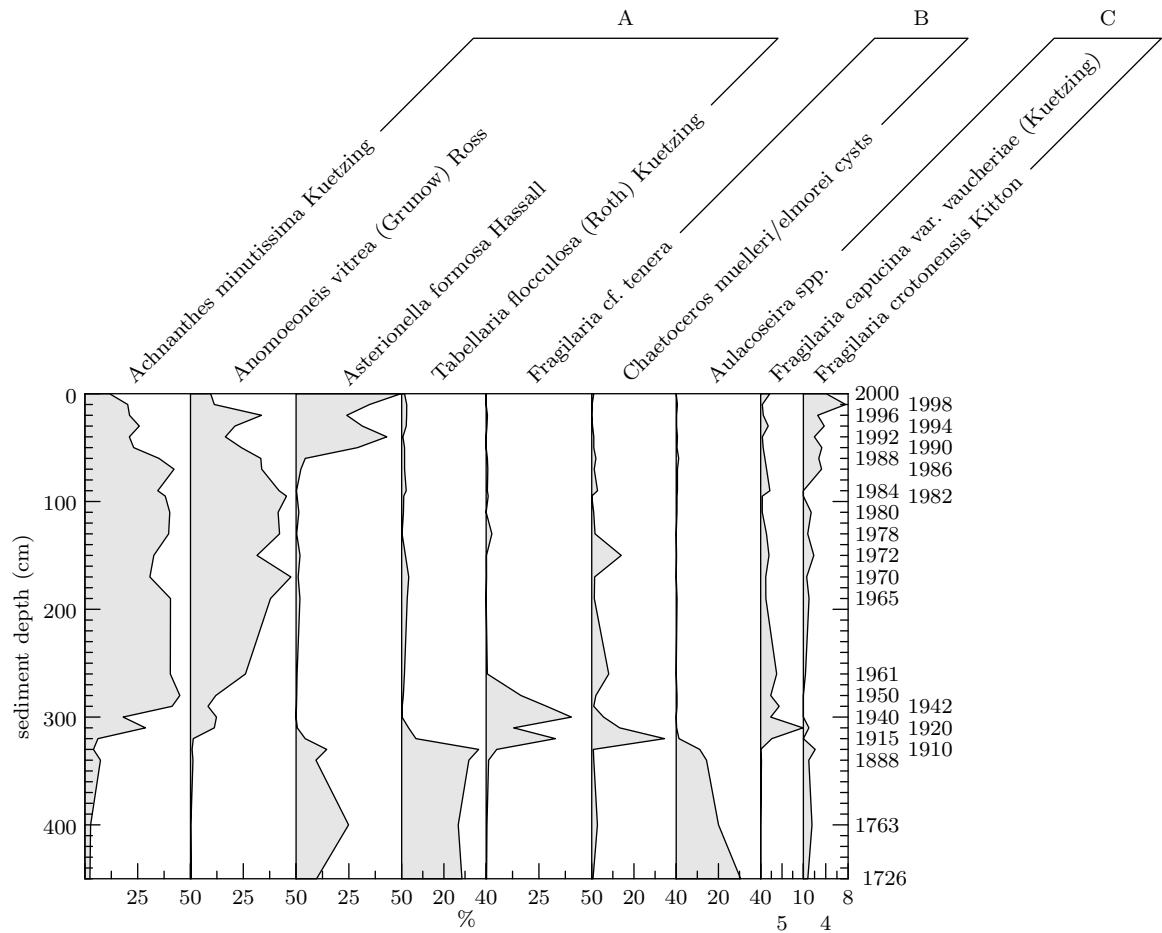 A
B
C
Achnanthes minutissima Kuetzing
Anomoeoneis vitrea (Grunow) Ross
Asterionella formosa Hassall
Tabellaria flocculosa (Roth) Kuetzing
Fragilaria cf. tenera
Chaetoceros muelleri/elmorei cysts
Aulacoseira spp.
Fragilaria capucina var. vaucheriae (Kuetzing)
Fragilaria crotonensis Kitton
0
100
200
300
400
sediment depth (cm)
2000
1998
1996
1994
1992
1990
1988
1986
1984
1982
1980
1978
1972
1970
1965
1961
1950
1942
1940
1920
1915
1910
1888
1763
1726
25 50 25 50 25 50 20 40 25 50 20 40 20 40 10 8
5 4
%